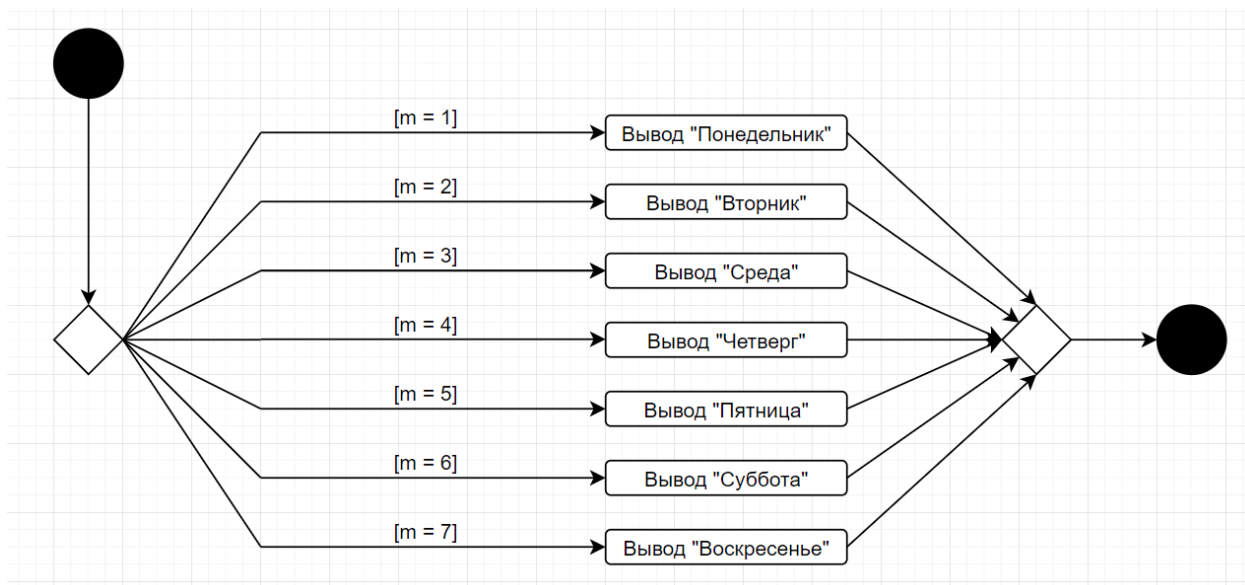 [m = 1]
Вывод "Понедельник"
[m = 2]
Вывод "Вторник"
[m = 3]
Вывод "Среда"
[m = 4]
Вывод "Четверг"
[m = 5]
Вывод "Пятница"
[m = 6]
Вывод "Суббота"
[m = 7]
Вывод "Воскресенье"